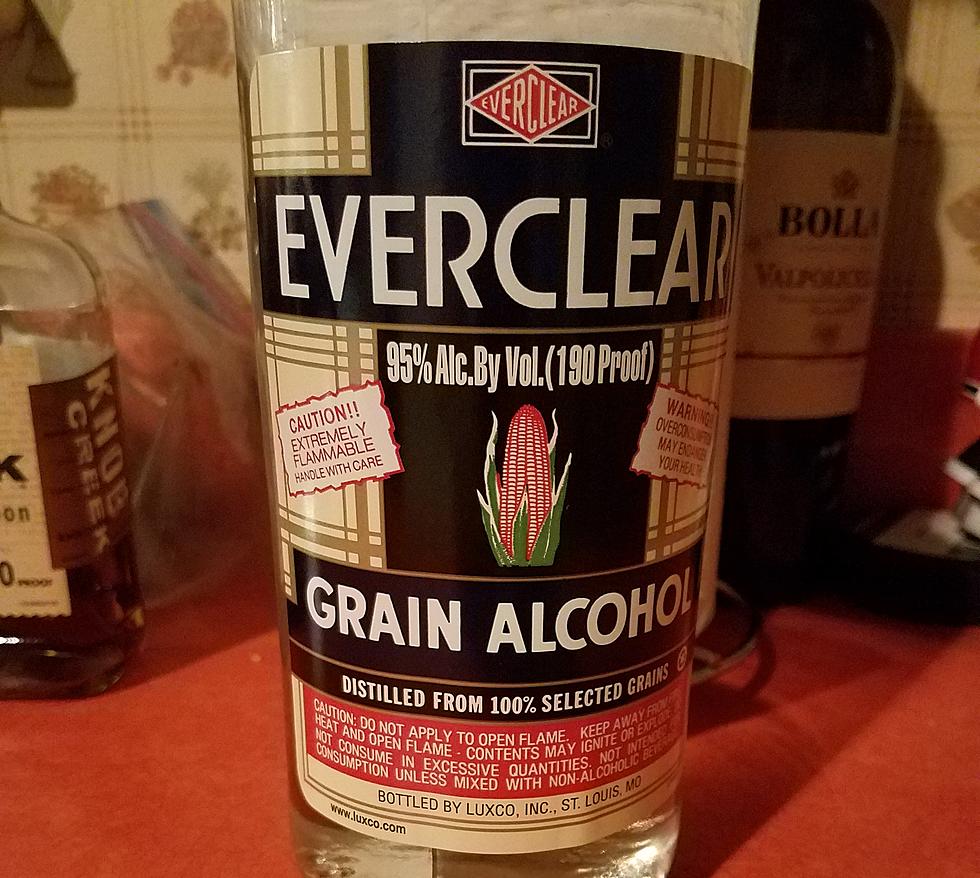 EVERCLEAR
EVERCLEAR
95% Alc.By Vol.(190 Proof)
CAUTION!!
EXTREMELY
FLAMMABLE
HANDLE WITH CARE
WARNING!!
MAY
YOUR
GRAIN ALCOHOL
DISTILLED FROM 100% SELECTED GRAINS
CAUTION: DO NOT APPLY TO OPEN FLAME. KEEP AWAY FROM
HEAT AND OPEN FLAME - CONTENTS MAY IGNITE OR EXPLODE
NOT CONSUME IN EXCESSIVE QUANTITIES. NOT
CONSUMPTION UNLESS MIXED WITH NON-ALCOHOLIC
BOTTLED BY LUXCO, INC., ST. LOUIS, MO
www.luxco.com
KNOB
CREEK
PROOF
BOLLA